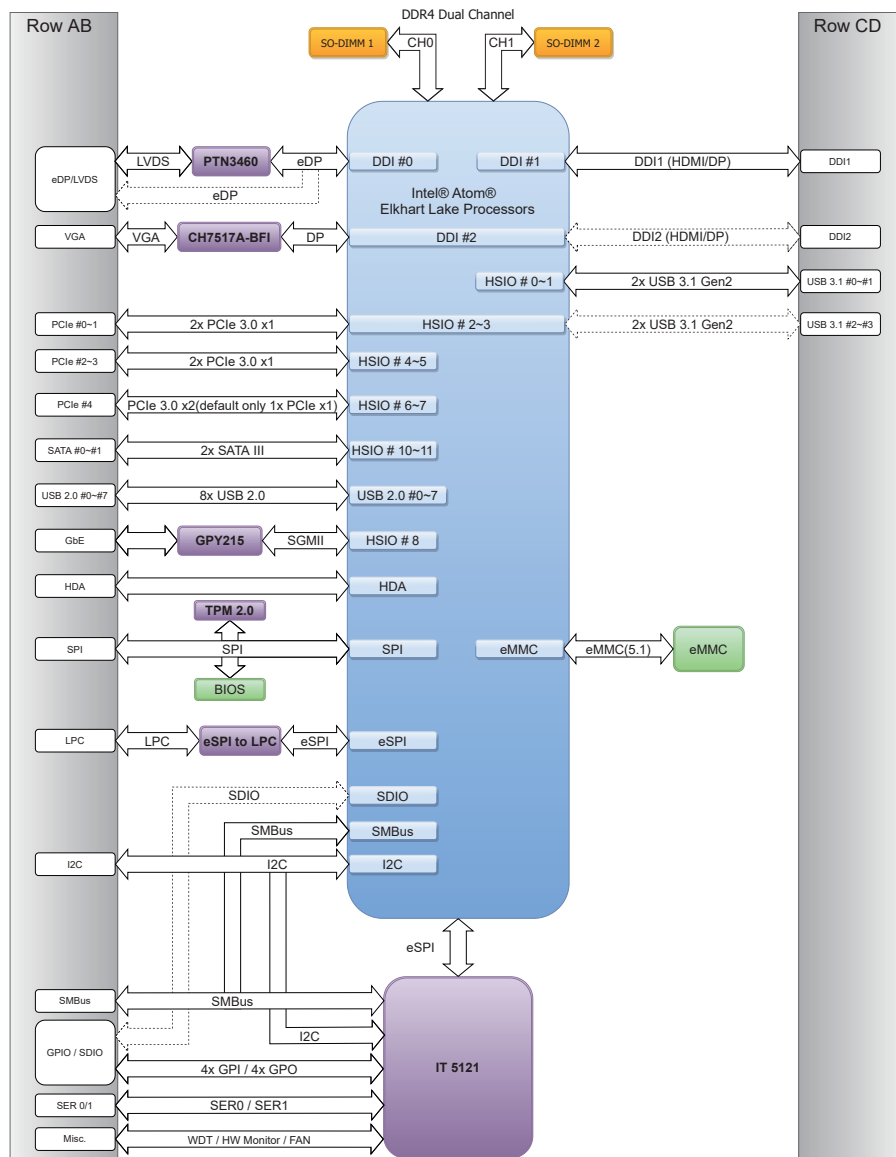 DDR4 Dual Channel
Row AB
Row CD
SO-DIMM 1
CH0
CH1
SO-DIMM 2
eDP/LVDS
LVDS
PTN3460
eDP
DDI #0
DDI #1
DDI1 (HDMI/DP)
DDI1
eDP
Intel® Atom®
Elkhart Lake Processors
VGA
VGA
CH7517A-BFI
DP
DDI #2
DDI2 (HDMI/DP)
DDI2
HSIO # 0~1
2x USB 3.1 Gen2
USB 3.1 #0~#1
PCIe #0~1
2x PCIe 3.0 x1
HSIO # 2~3
2x USB 3.1 Gen2
USB 3.1 #2~#3
PCIe #2~3
2x PCIe 3.0 x1
HSIO # 4~5
PCIe #4
PCIe 3.0 x2(default only 1x PCIe x1)
HSIO # 6~7
SATA #0~#1
2x SATA III
HSIO # 10~11
USB 2.0 #0~#7
8x USB 2.0
USB 2.0 #0~7
GbE
GPY215
SGMII
HSIO # 8
HDA
HDA
TPM 2.0
SPI
SPI
SPI
eMMC
eMMC(5.1)
eMMC
BIOS
LPC
LPC
eSPI to LPC
eSPI
eSPI
SDIO
SDIO
SMBus
SMBus
I2C
I2C
I2C
eSPI
SMBus
SMBus
I2C
GPIO / SDIO
4x GPI / 4x GPO
IT 5121
SER 0/1
SER0 / SER1
Misc.
WDT / HW Monitor / FAN